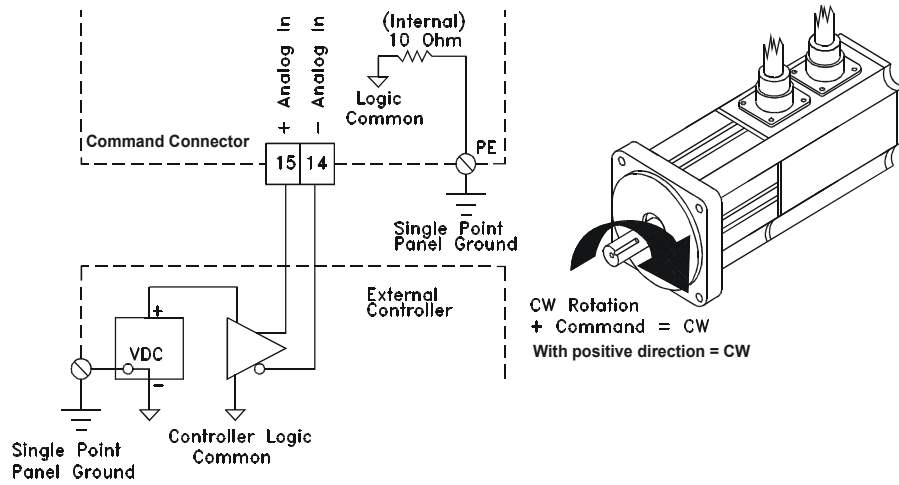 + Analog In
- Analog In
(Internal)
10 Ohm
Logic
Common
Command Connector
15 14
PE
Single Point
Panel Ground
External
Controller
+
VDC
-
Controller Logic
Common
Single Point
Panel Ground
CW Rotation
+ Command = CW
With positive direction = CW